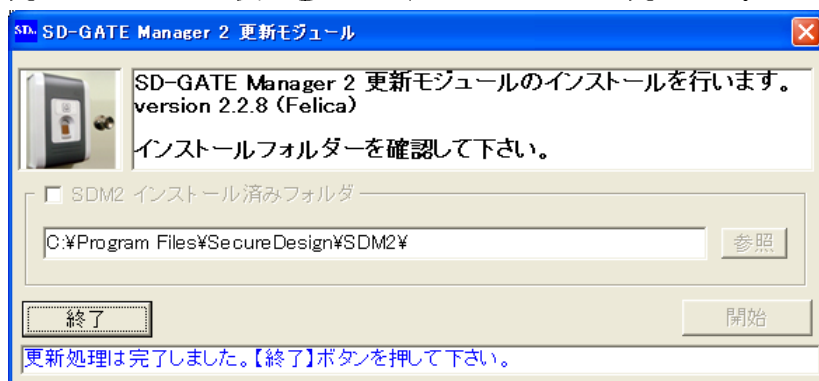 SD-GATE Manager 2 更新モジュール
SD-GATE Manager 2 更新モジュールのインストールを行います。
version 2.2.8 (Felica)
インストールフォルダーを確認して下さい。
SDM2 インストール済みフォルダ
C:¥Program Files¥SecureDesign¥SDM2¥
参照
終了
開始
更新処理は完了しました。【終了】ボタンを押して下さい。